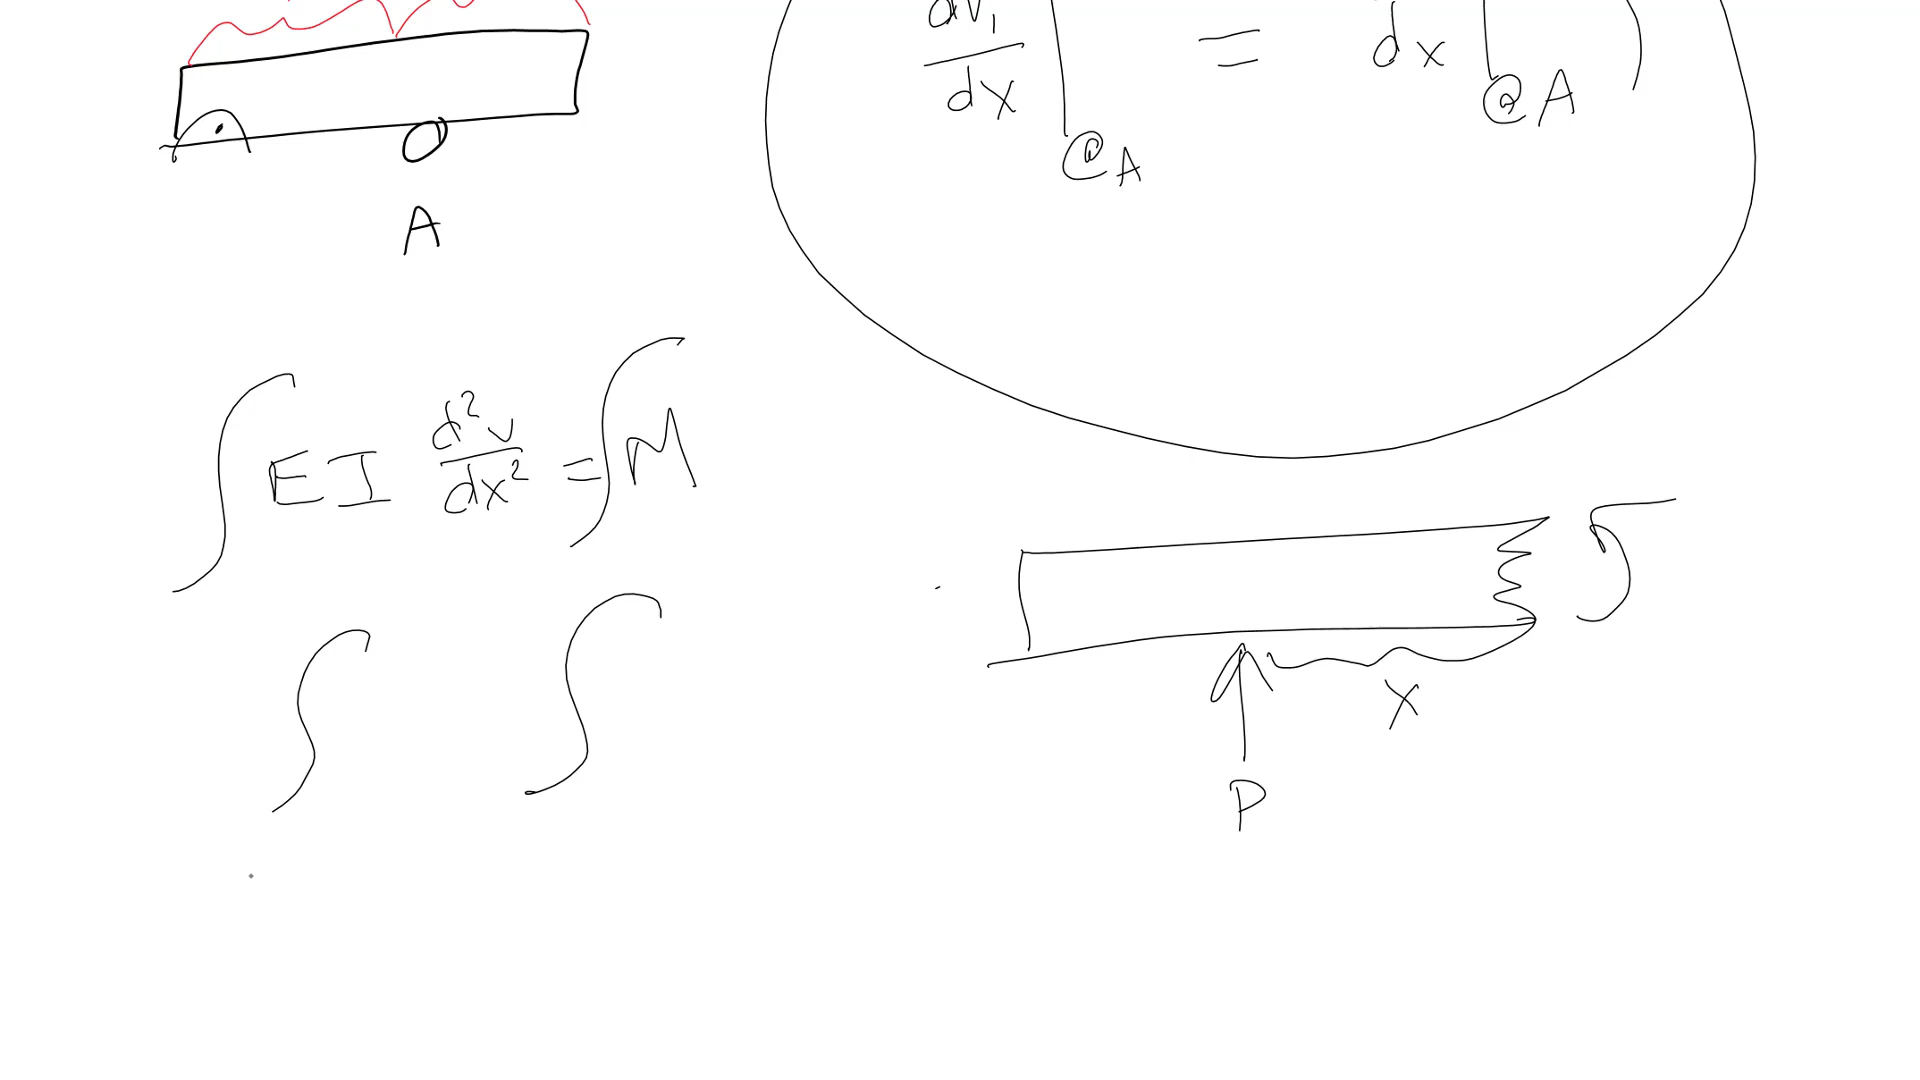 dv₁/dx |@A = dx |@A
A
∫ EI d²v/dx² = ∫ M
∫ ∫
x
P